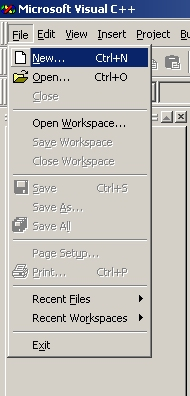 Microsoft Visual C++
File Edit View Insert Project Bu
New... Ctrl+N
Open... Ctrl+O
Close
Open Workspace...
Save Workspace
Close Workspace
Save Ctrl+S
Save As...
Save All
Page Setup...
Print... Ctrl+P
Recent Files
Recent Workspaces
Exit